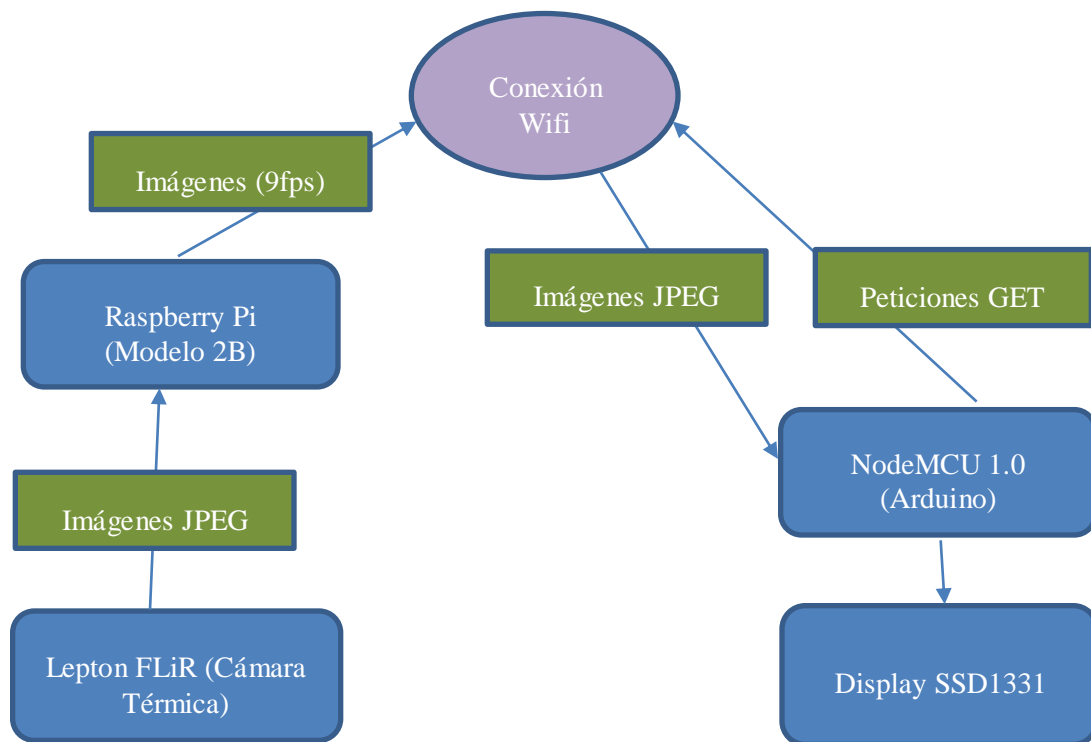 Conexión
Wifi
Imágenes (9fps)
Imágenes JPEG
Peticiones GET
Raspberry Pi
(Modelo 2B)
NodeMCU 1.0
(Arduino)
Imágenes JPEG
Lepton FLiR (Cámara
Térmica)
Display SSD1331